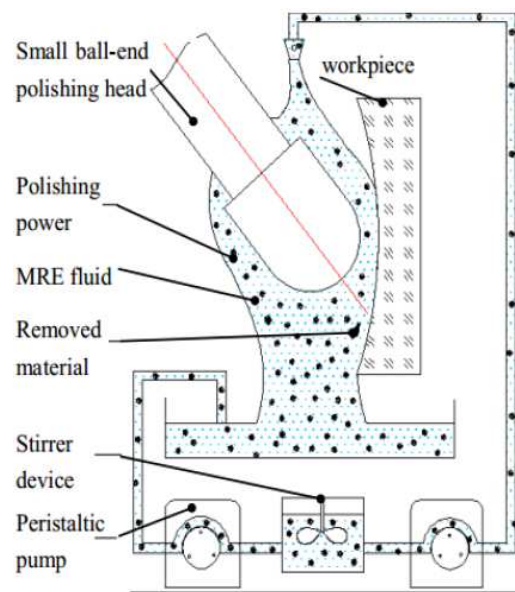 Small ball-end
polishing head
workpiece
Polishing
power
MRE fluid
Removed
material
Stirrer
device
Peristaltic
pump